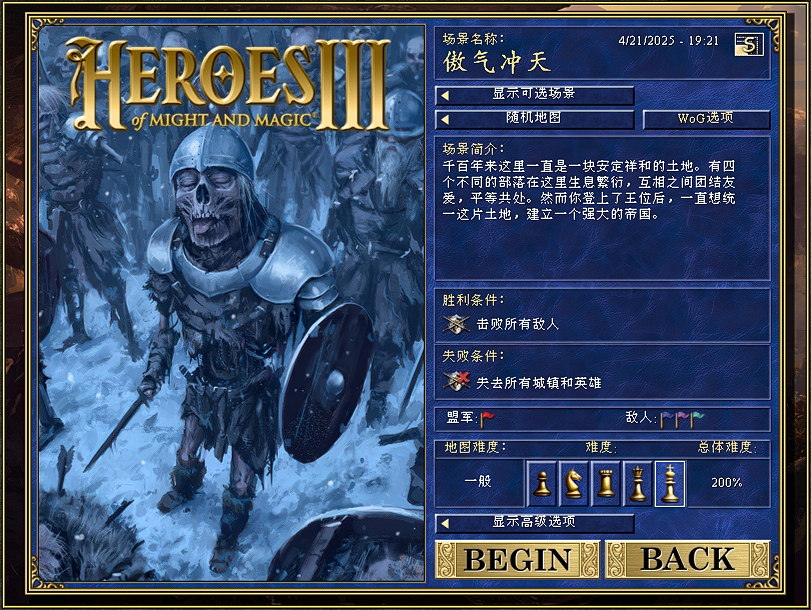 HEROES III
of MIGHT AND MAGIC
场景名称:
4/21/2025 - 19:21
S
傲气冲天
显示可选场景
随机地图
WoG选项
场景简介:
千百年来这里一直是一块安定祥和的土地。有四
个不同的部落在这里生息繁衍，互相之间团结友
爱，平等共处。然而你登上了王位后，一直想统
一这片土地，建立一个强大的帝国。
胜利条件:
击败所有敌人
失败条件:
失去所有城镇和英雄
盟军:
敌人:
地图难度:
难度:
总体难度:
一般
200%
显示高级选项
BEGIN
BACK